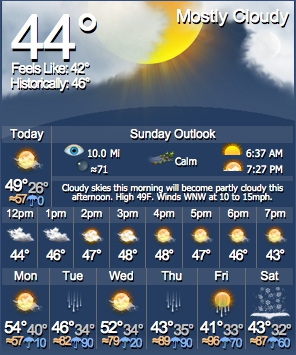 44° Mostly Cloudy
Feels Like: 42°
Historically: 46°
Today Sunday Outlook
10.0 Mi Calm 6:37 AM
≈71 7:27 PM
49° 26°
≈57 0
Cloudy skies this morning will become partly cloudy this
afternoon. High 49F. Winds WNW at 10 to 15mph.
12pm 1pm 2pm 3pm 4pm 5pm 6pm 7pm
44° 46° 47° 48° 48° 47° 46° 43°
Mon Tue Wed Thu Fri Sat
54° 40° 46° 34° 52° 34° 43° 35° 41° 33° 43° 32°
≈57 10 ≈82 90 ≈79 20 ≈89 90 ≈96 70 ≈87 60